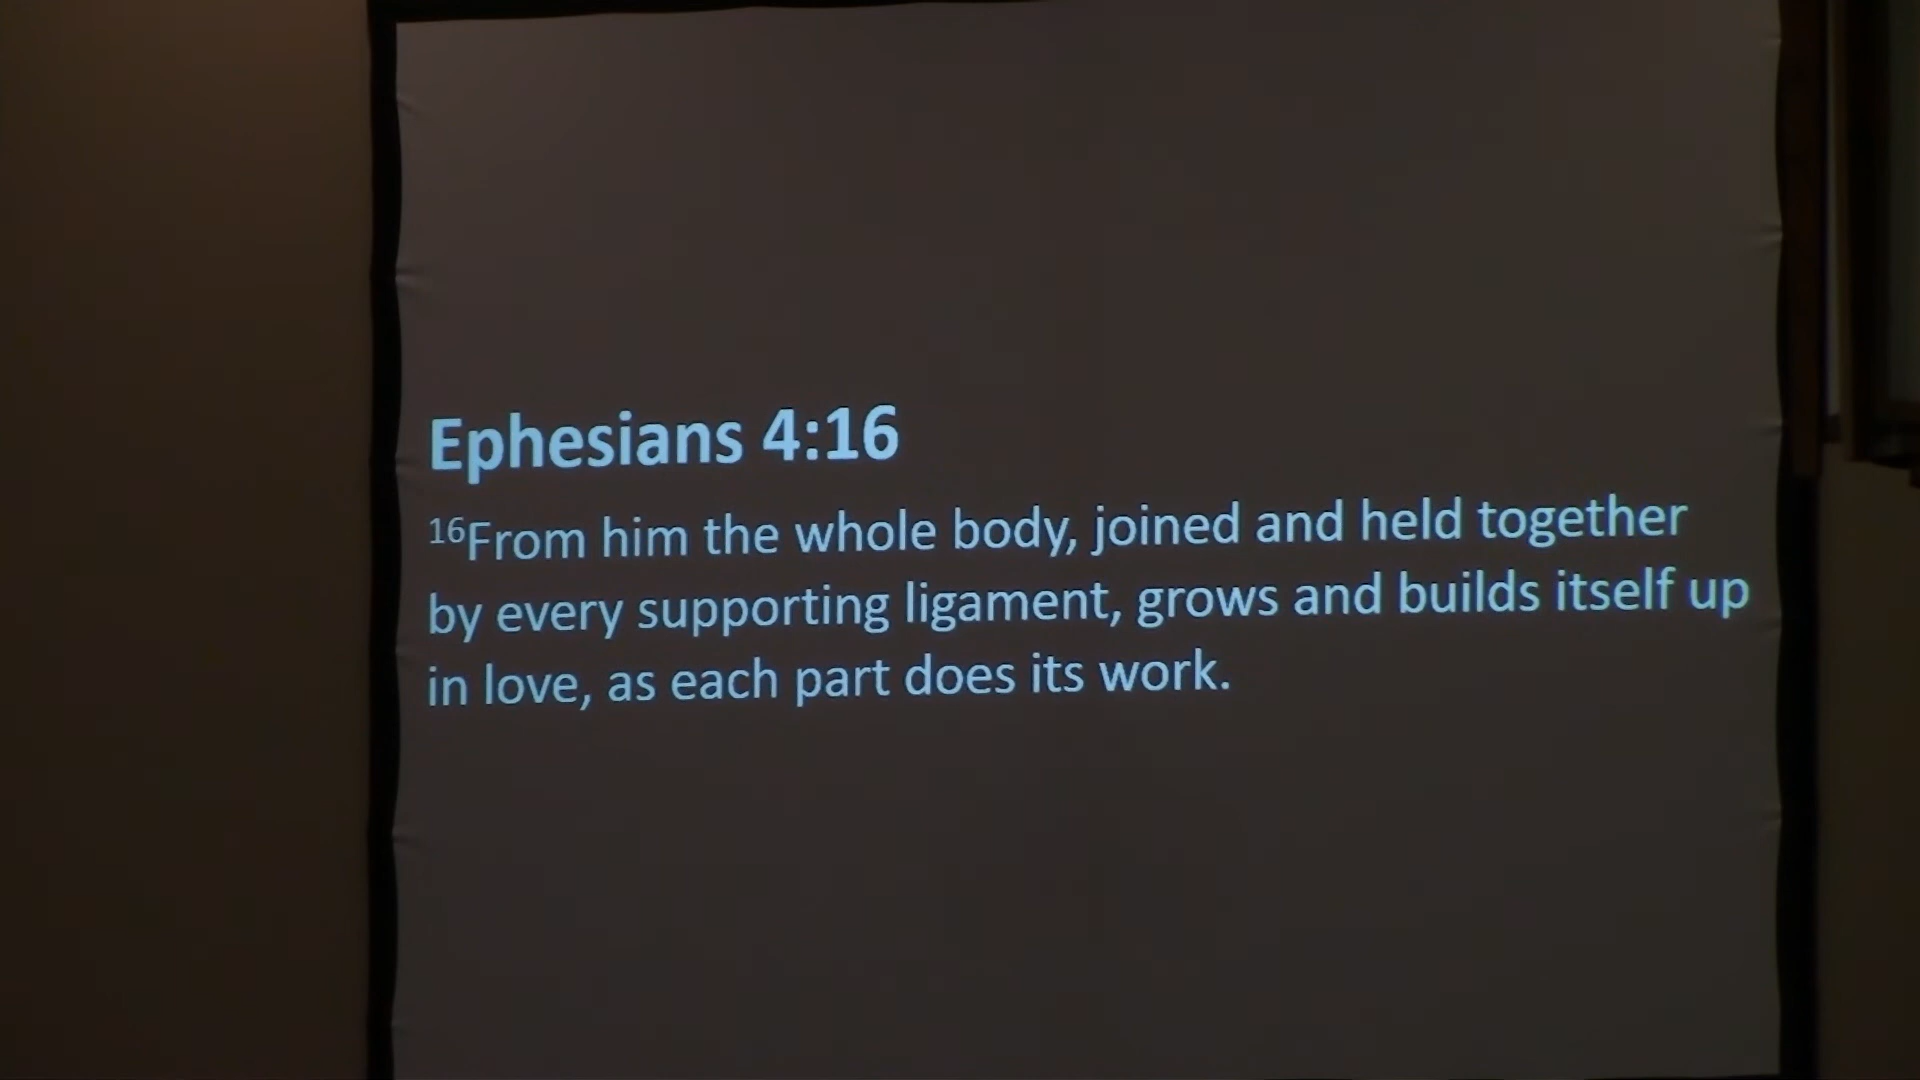 Ephesians 4:16
16From him the whole body, joined and held together
by every supporting ligament, grows and builds itself up
in love, as each part does its work.